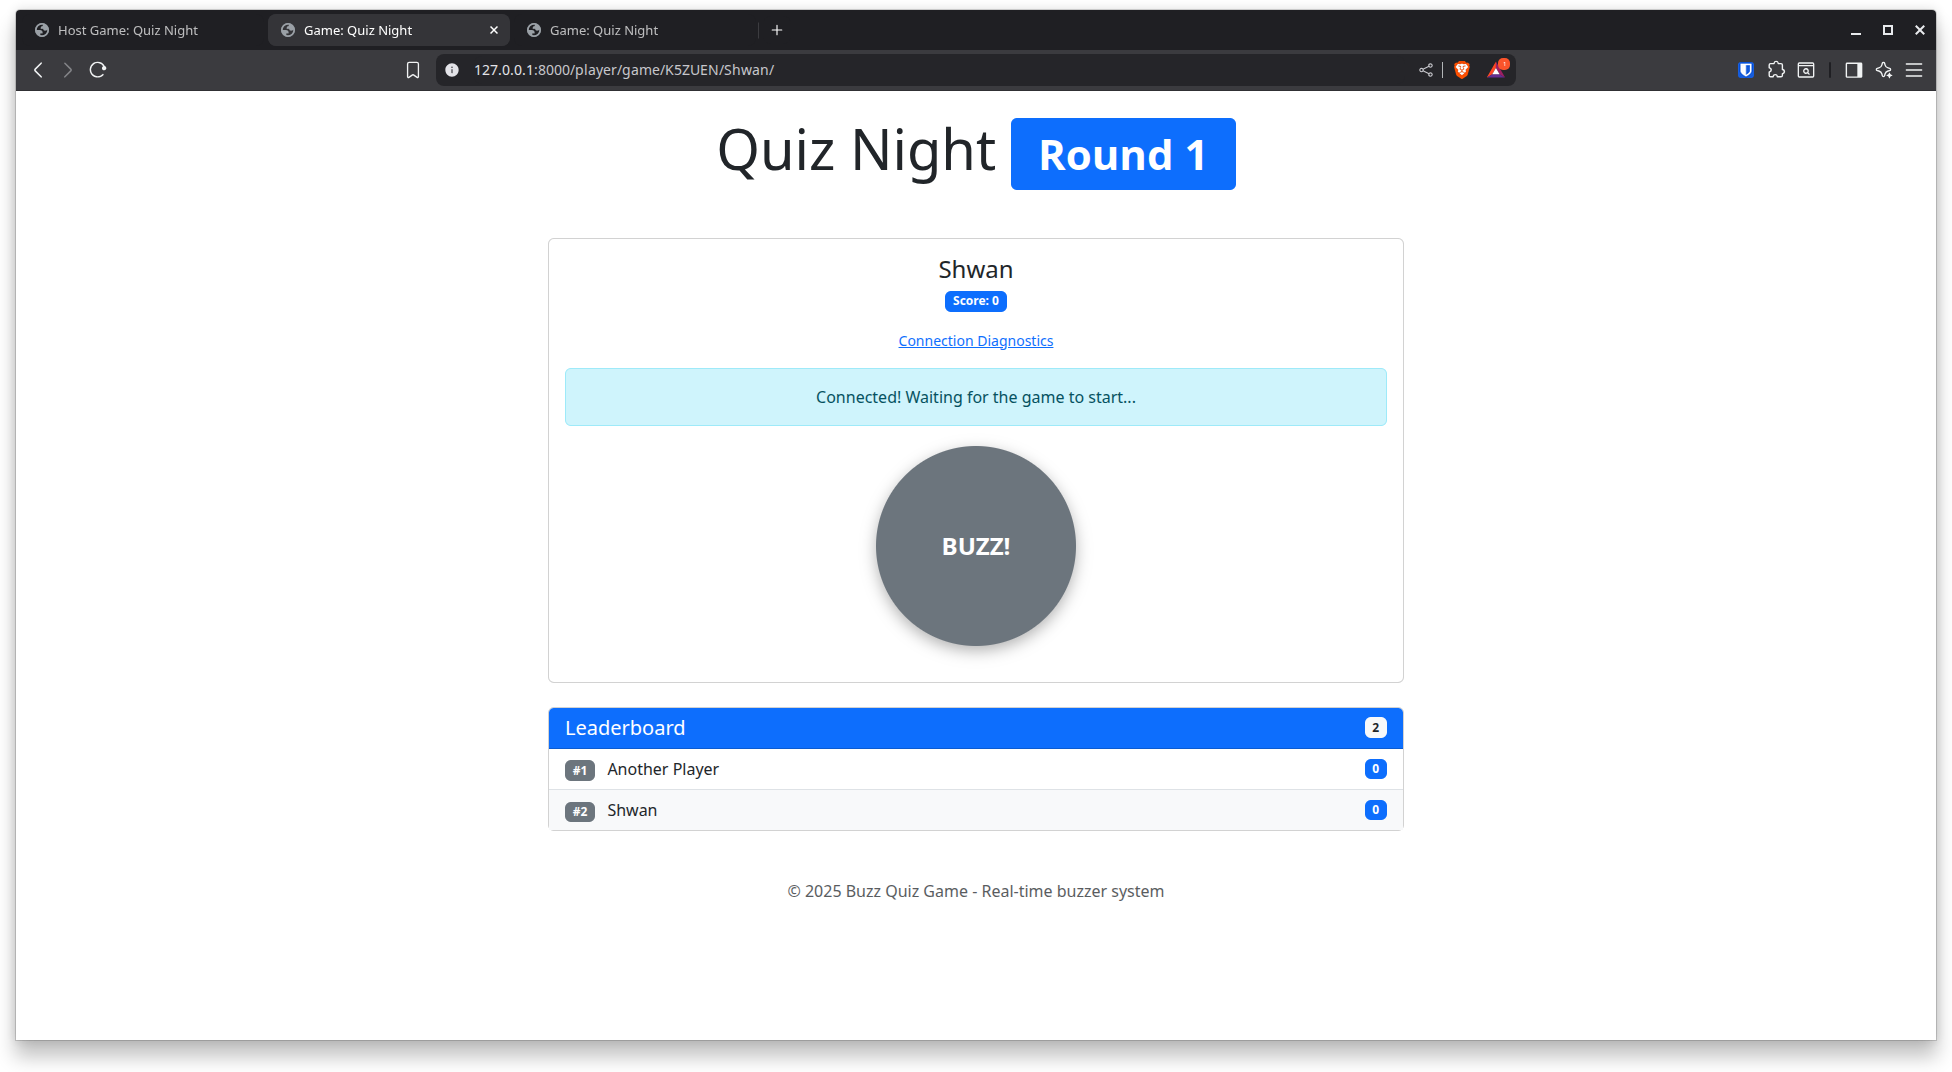 Host Game: Quiz Night
Game: Quiz Night
Game: Quiz Night
127.0.0.1:8000/player/game/K5ZUEN/Shwan/
Quiz Night Round 1
Shwan
Score: 0
Connection Diagnostics
Connected! Waiting for the game to start...
BUZZ!
Leaderboard 2
#1 Another Player 0
#2 Shwan 0
© 2025 Buzz Quiz Game - Real-time buzzer system